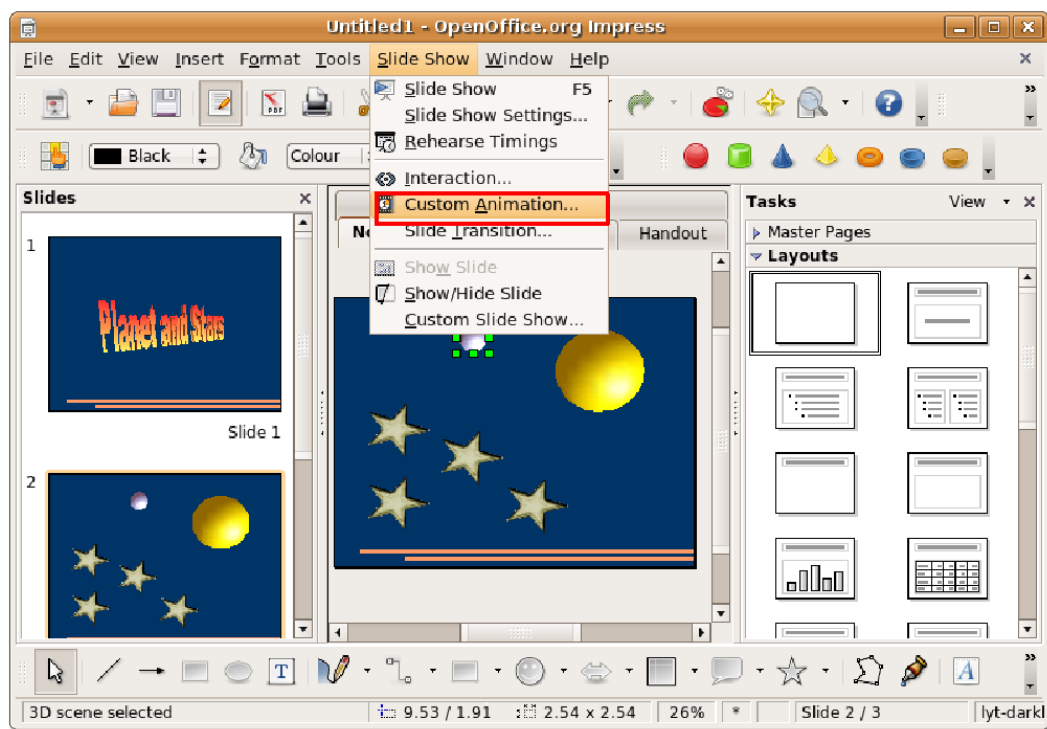 Untitled1 - OpenOffice.org Impress
File Edit View Insert Format Tools Slide Show Window Help
Slide Show F5
Slide Show Settings...
Rehearse Timings
Interaction...
Custom Animation...
Slide Transition...
Show Slide
Show/Hide Slide
Custom Slide Show...
Black
Colour
Slides
1
Planet and Stars
Slide 1
2
No
Handout
Tasks View
Master Pages
Layouts
3D scene selected 9.53 / 1.91 2.54 x 2.54 26% * Slide 2 / 3 lyt-darkl